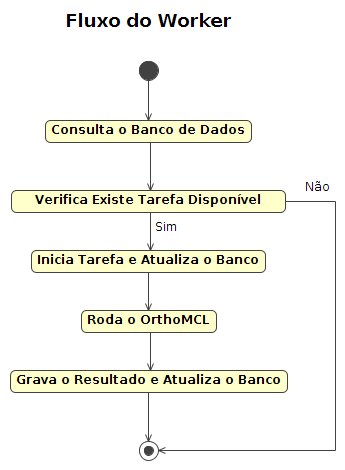 Fluxo do Worker
Consulta o Banco de Dados
Não
Verifica Existe Tarefa Disponível
Sim
Inicia Tarefa e Atualiza o Banco
Roda o OrthoMCL
Grava o Resultado e Atualiza o Banco